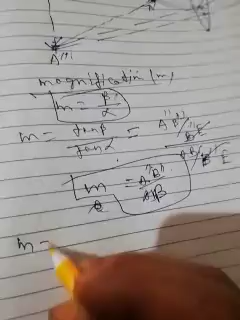 A'''
magnification (m)
m = β/α
m = tanβ/tanα = A''B''/
m = A''B''/AB
m =